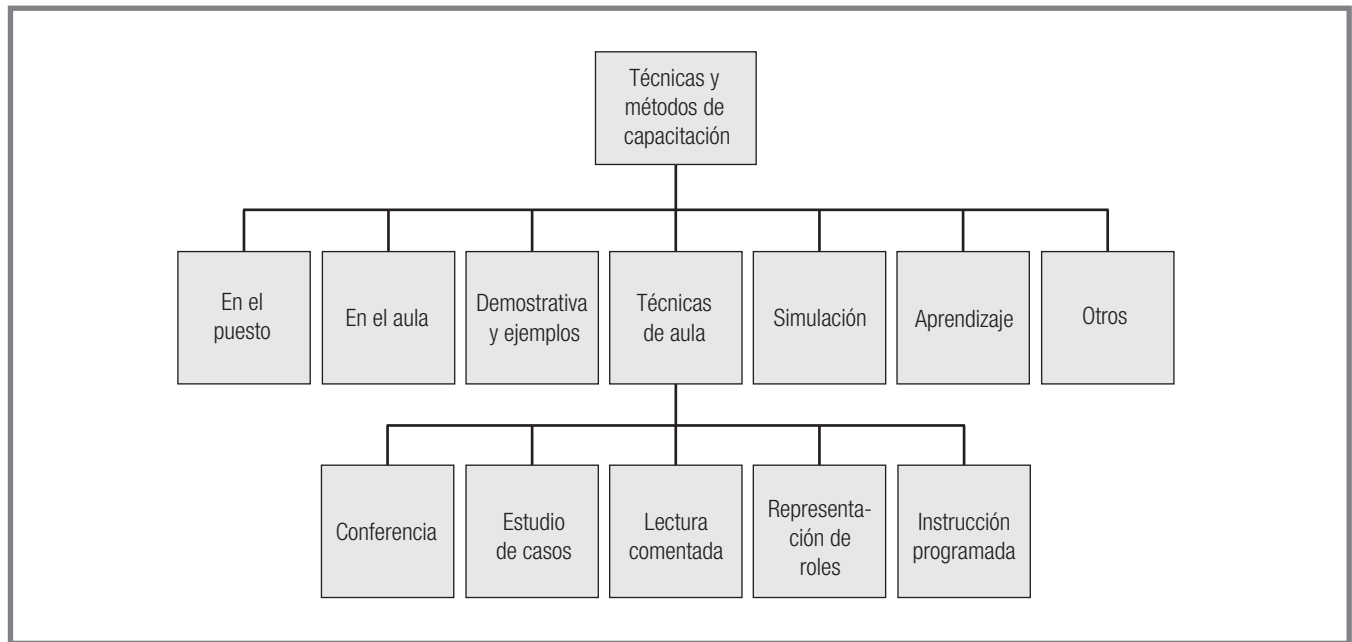 Técnicas y
métodos de
capacitación
En el
puesto
En el aula
Demostrativa
y ejemplos
Técnicas
de aula
Simulación
Aprendizaje
Otros
Conferencia
Estudio
de casos
Lectura
comentada
Representa-
ción de
roles
Instrucción
programada